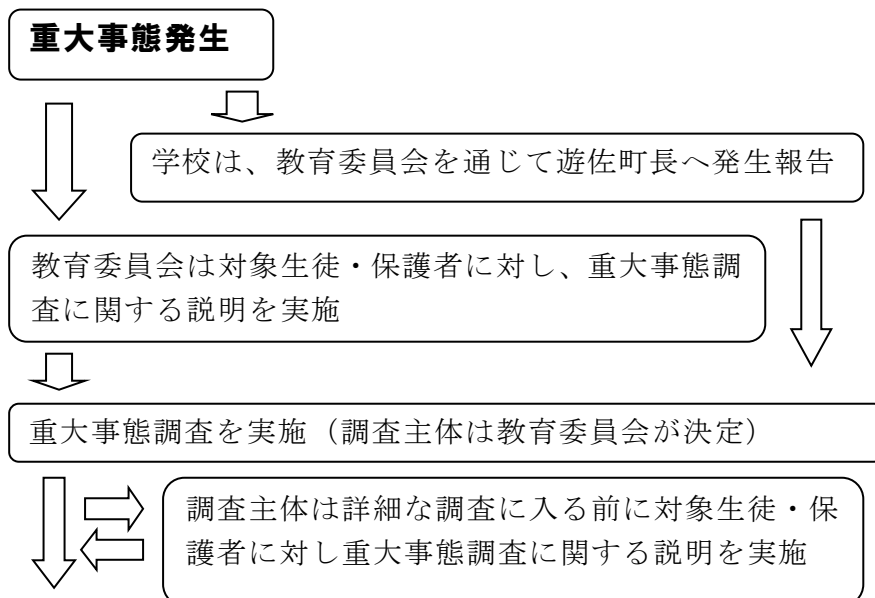 重大事態発生
学校は、教育委員会を通じて遊佐町長へ発生報告
教育委員会は対象生徒・保護者に対し、重大事態調
査に関する説明を実施
重大事態調査を実施（調査主体は教育委員会が決定）
調査主体は詳細な調査に入る前に対象生徒・保
護者に対し重大事態調査に関する説明を実施